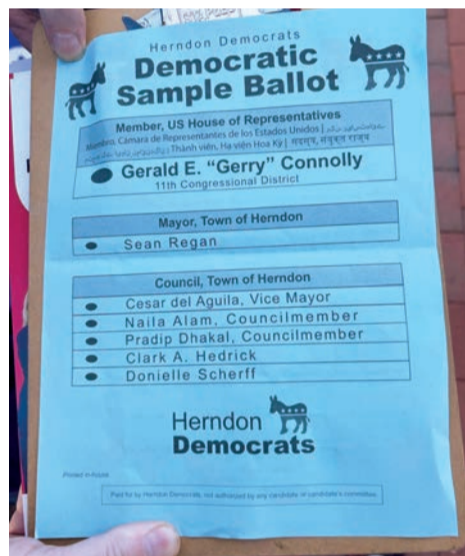 Herndon Democrats
Democratic
Sample Ballot
Member, US House of Representatives
Miembro, Cámara de Representantes de los Estados Unidos |
Thành viên, Hạ viện Hoa Kỳ | सदस्य, संयुक्त राज्य
Gerald E. “Gerry” Connolly
11th Congressional District
Mayor, Town of Herndon
Sean Regan
Council, Town of Herndon
Cesar del Aguila, Vice Mayor
Naila Alam, Councilmember
Pradip Dhakal, Councilmember
Clark A. Hedrick
Donielle Scherff
Herndon
Democrats
Printed in-house
Paid for by Herndon Democrats, not authorized by any candidate or candidate's committee.